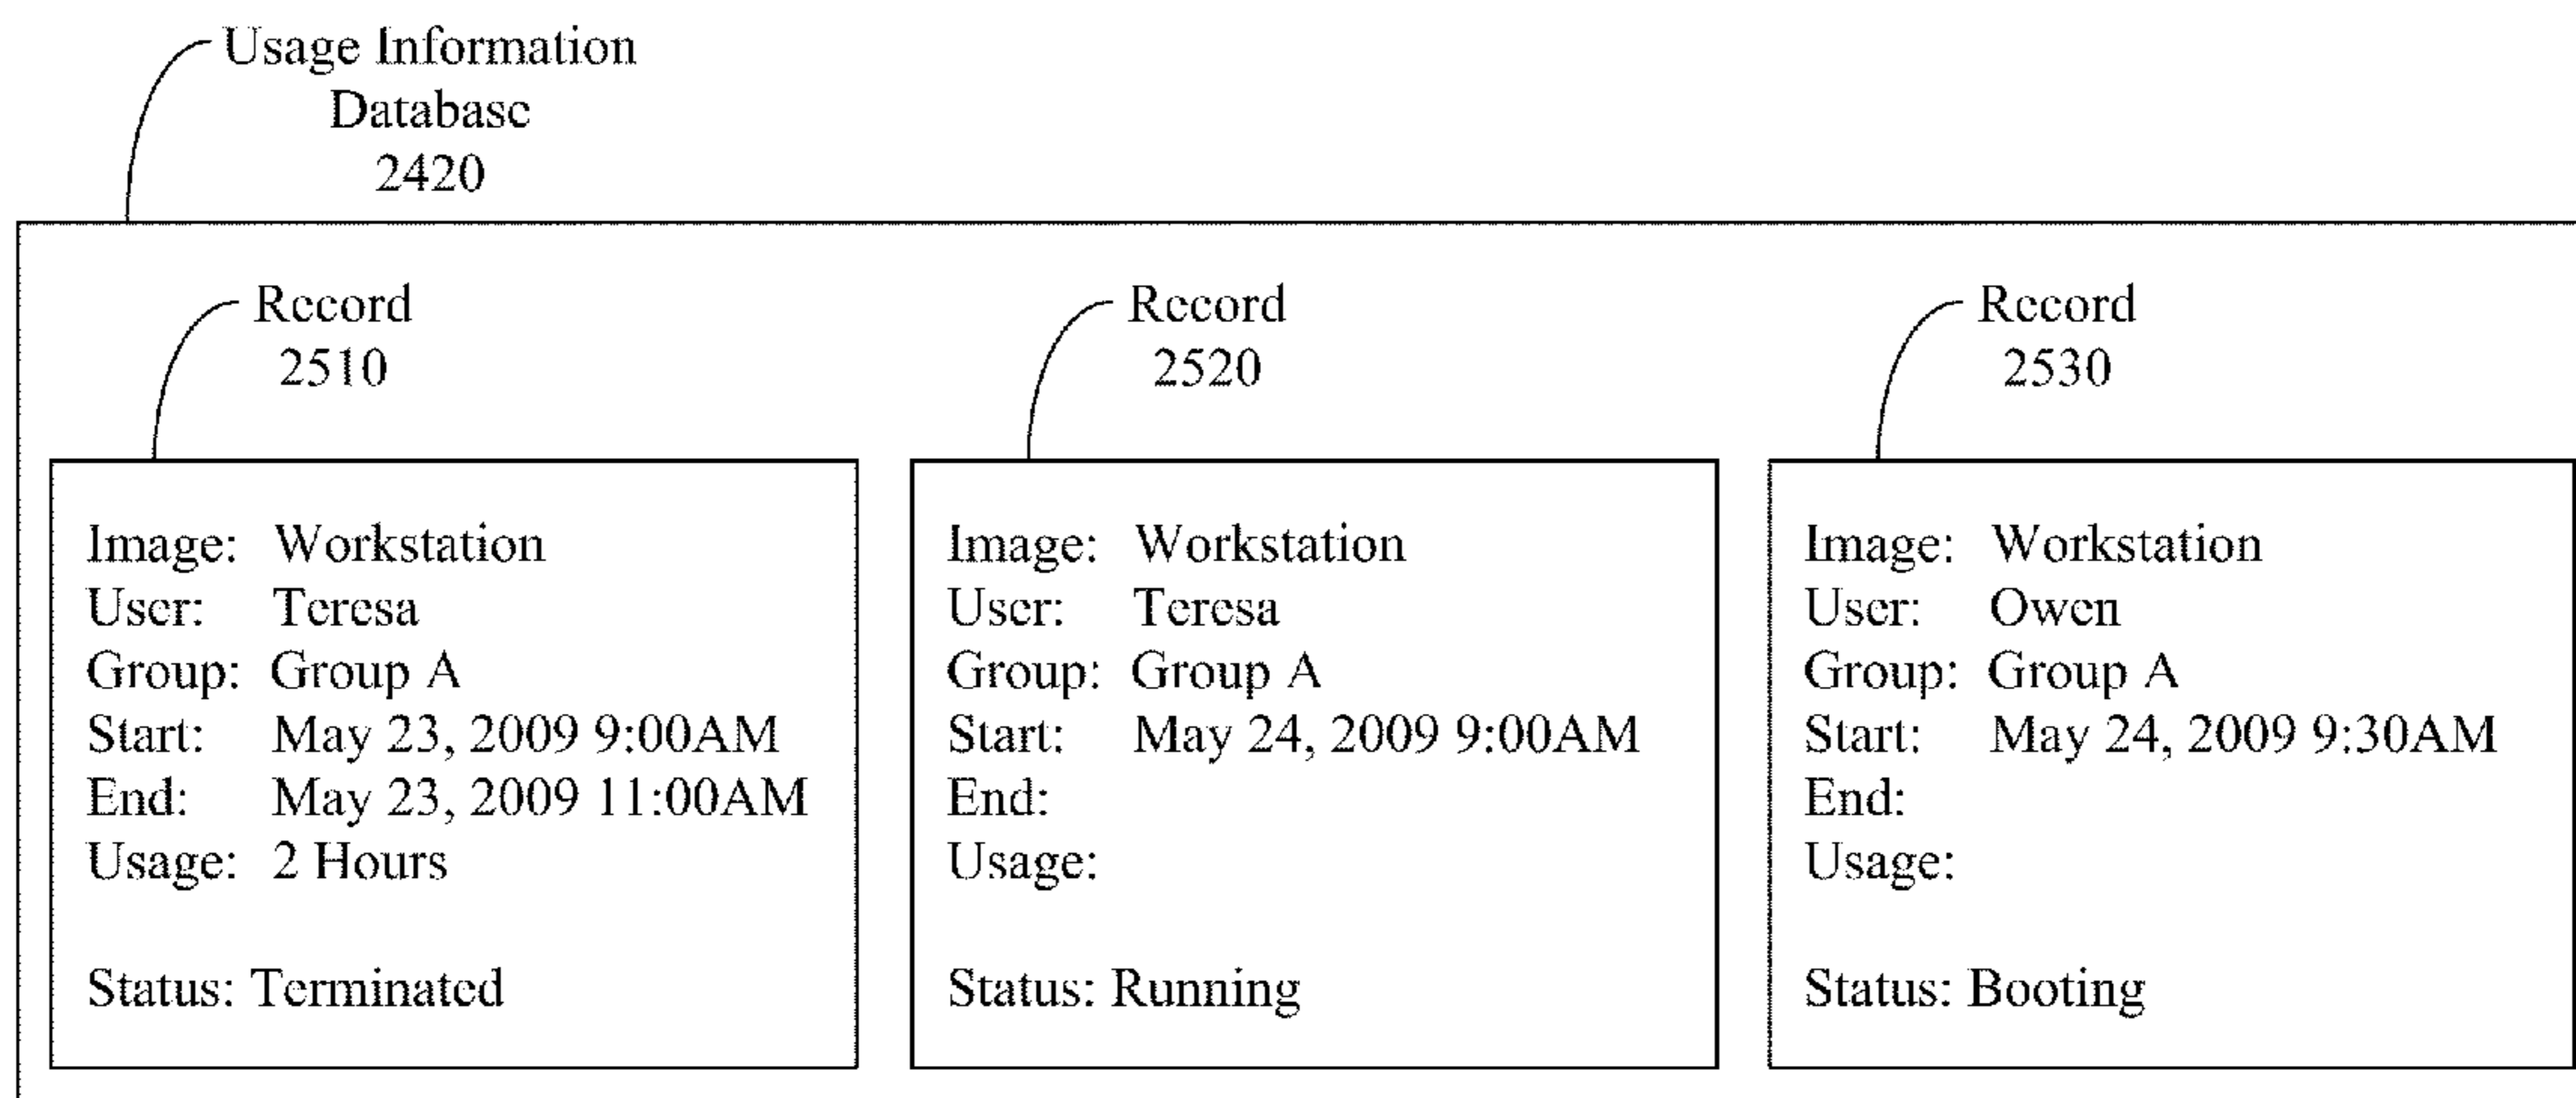 Usage Information
Database
2420
Record
2510
Record
2520
Record
2530
Image: Workstation
User: Teresa
Group: Group A
Start: May 23, 2009 9:00AM
End: May 23, 2009 11:00AM
Usage: 2 Hours
Status: Terminated
Image: Workstation
User: Teresa
Group: Group A
Start: May 24, 2009 9:00AM
End:
Usage:
Status: Running
Image: Workstation
User: Owen
Group: Group A
Start: May 24, 2009 9:30AM
End:
Usage:
Status: Booting